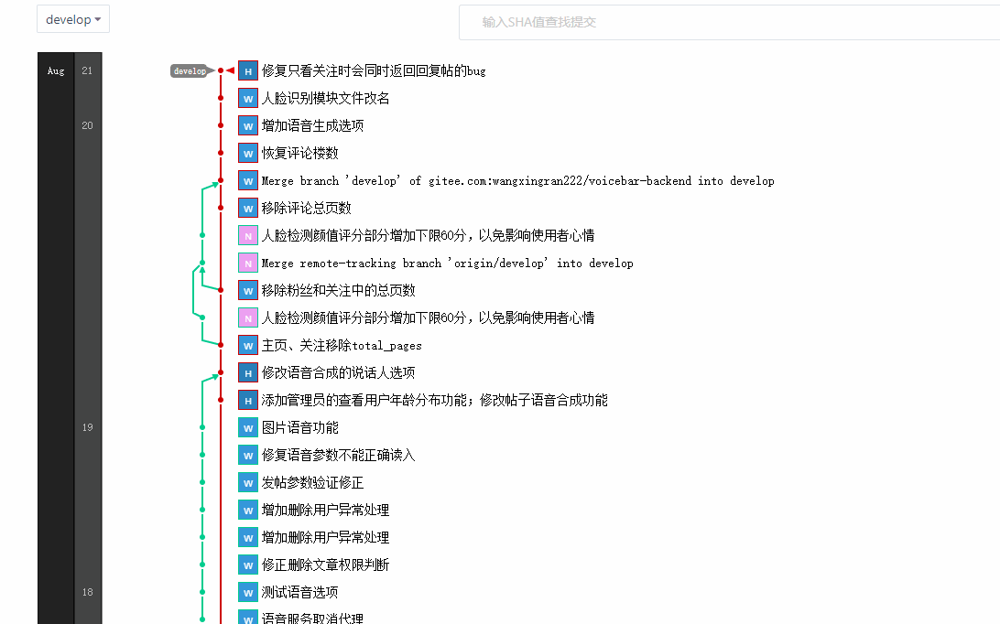 develop
输入SHA值查找提交
Aug 21 develop H 修复只看关注时会同时返回回复帖的bug
W 人脸识别模块文件改名
20 W 增加语音生成选项
W 恢复评论楼数
W Merge branch 'develop' of gitee.com:wangxingran222/voicebar-backend into develop
W 移除评论总页数
N 人脸检测颜值评分部分增加下限60分，以免影响使用者心情
N Merge remote-tracking branch 'origin/develop' into develop
W 移除粉丝和关注中的总页数
N 人脸检测颜值评分部分增加下限60分，以免影响使用者心情
W 主页、关注移除total_pages
H 修改语音合成的说话人选项
H 添加管理员的查看用户年龄分布功能；修改帖子语音合成功能
19 W 图片语音功能
W 修复语音参数不能正确读入
W 发帖参数验证修正
W 增加删除用户异常处理
W 增加删除用户异常处理
W 修正删除文章权限判断
18 W 测试语音选项
W 语音服务取消代理